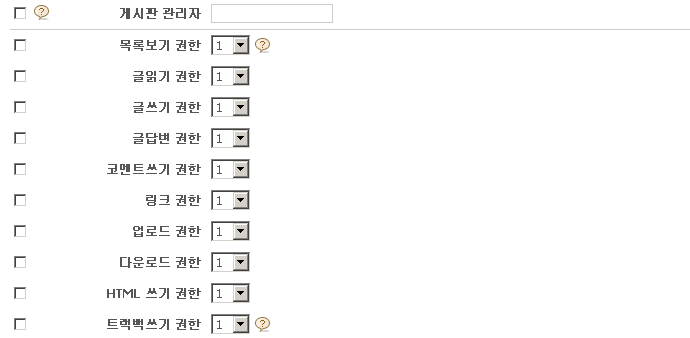 ? 게시판 관리자
목록보기 권한 1 ?
글읽기 권한 1
글쓰기 권한 1
글답변 권한 1
코멘트쓰기 권한 1
링크 권한 1
업로드 권한 1
다운로드 권한 1
HTML 쓰기 권한 1
트랙백쓰기 권한 1 ?